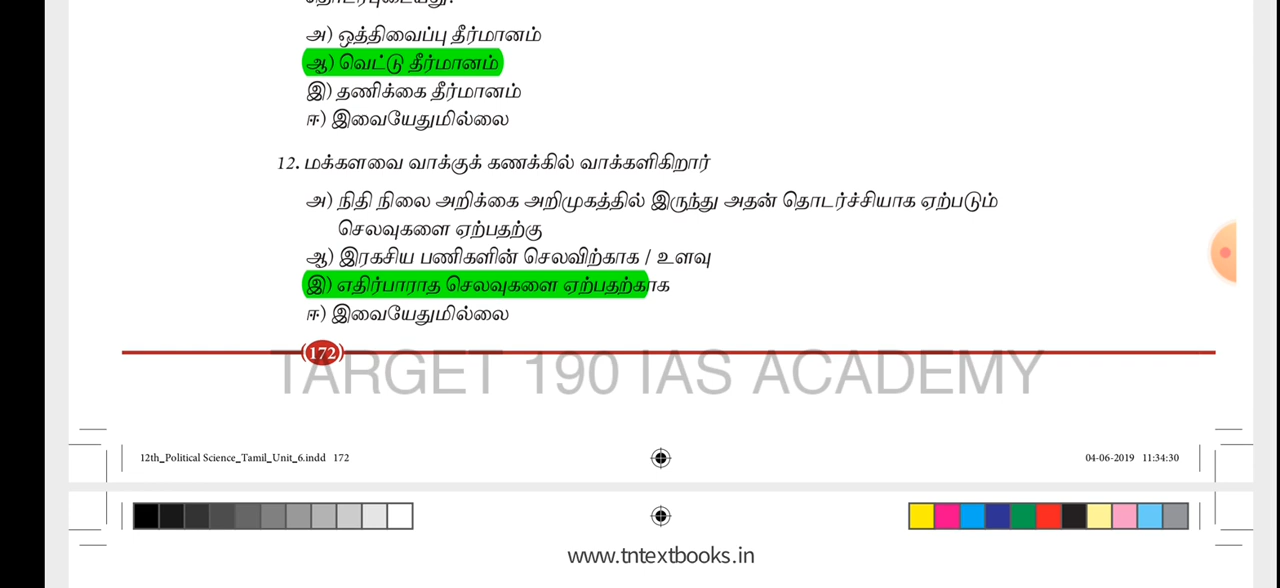 தொடர்புடையது.
அ) ஒத்திவைப்பு தீர்மானம்
ஆ) வெட்டு தீர்மானம்
இ) தணிக்கை தீர்மானம்
ஈ) இவையேதுமில்லை
12. மக்களவை வாக்குக் கணக்கில் வாக்களிகிறார்
அ) நிதி நிலை அறிக்கை அறிமுகத்தில் இருந்து அதன் தொடர்ச்சியாக ஏற்படும்
செலவுகளை ஏற்பதற்கு
ஆ) இரகசிய பணிகளின் செலவிற்காக / உளவு
இ) எதிர்பாராத செலவுகளை ஏற்பதற்காக
ஈ) இவையேதுமில்லை
172
TARGET 190 IAS ACADEMY
12th_Political Science_Tamil_Unit_6.indd 172 04-06-2019 11:34:30
www.tntextbooks.in